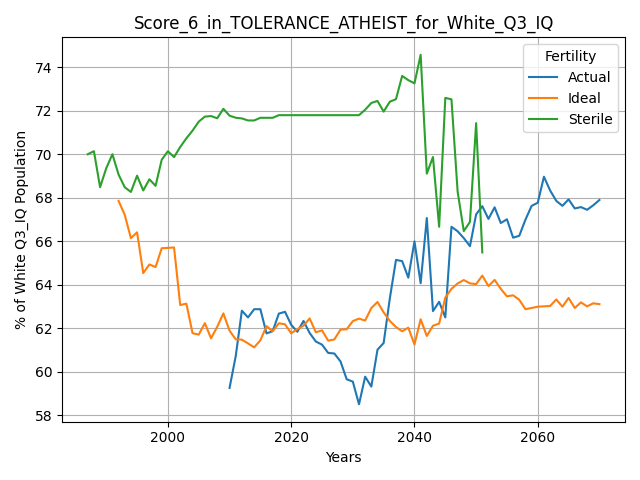 Score_6_in_TOLERANCE_ATHEIST_for_White_Q3_IQ
Fertility
Actual
Ideal
Sterile
% of White Q3_IQ Population
74
72
70
68
66
64
62
60
58
2000
2020
2040
2060
Years